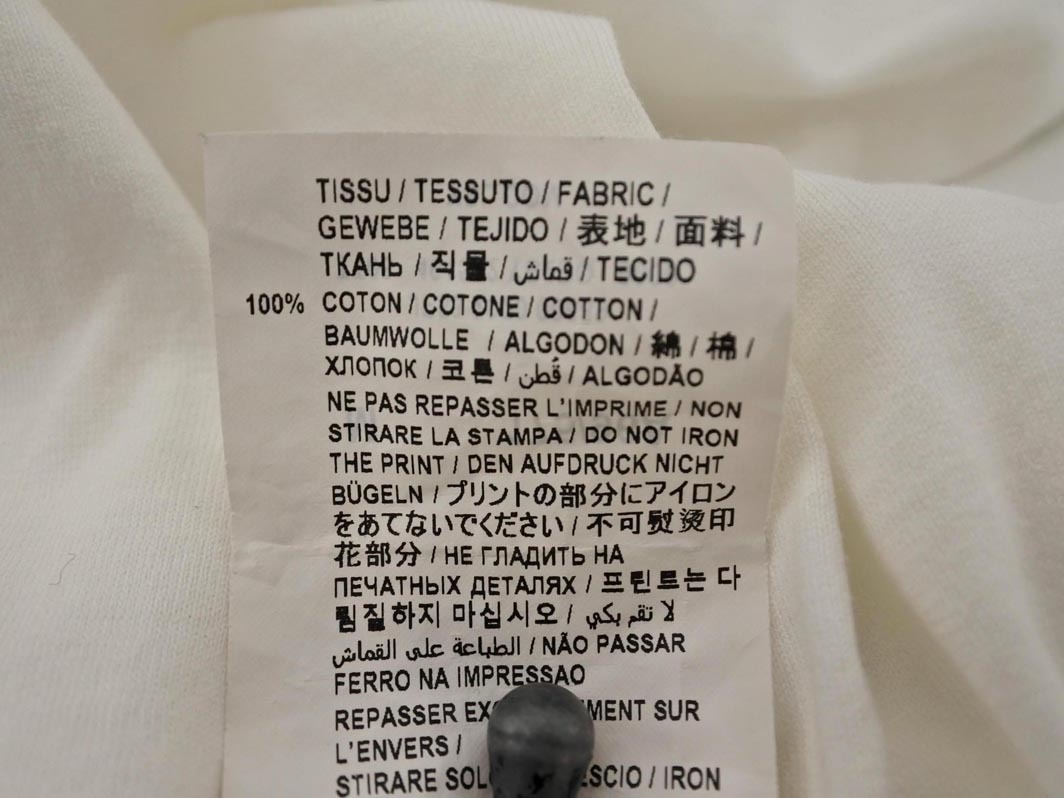 TISSU / TESSUTO / FABRIC /
GEWEBE / TEJIDO / 表地 / 面料 /
ТКАНЬ / 직물 / قماش / TECIDO
100% COTON / COTONE / COTTON /
BAUMWOLLE / ALGODON / 綿 / 棉 /
ХЛОПОК / 코튼 / قُطن / ALGODÃO
NE PAS REPASSER L'IMPRIME / NON
STIRARE LA STAMPA / DO NOT IRON
THE PRINT / DEN AUFDRUCK NICHT
BÜGELN / プリントの部分にアイロン
をあてないでください / 不可熨烫印
花部分 / НЕ ГЛАДИТЬ НА
ПЕЧАТНЫХ ДЕТАЛЯХ / 프린트는 다
림질하지 마십시오 / لا تقم بكي
الطباعة على القماش / NÃO PASSAR
FERRO NA IMPRESSAO
REPASSER SUR
L'ENVERS /
STIRARE / IRON